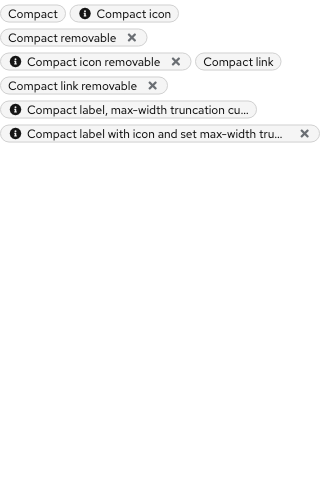 Compact Compact icon
Compact removable
Compact icon removable Compact link
Compact link removable
Compact label, max-width truncation cu...
Compact label with icon and set max-width tru...